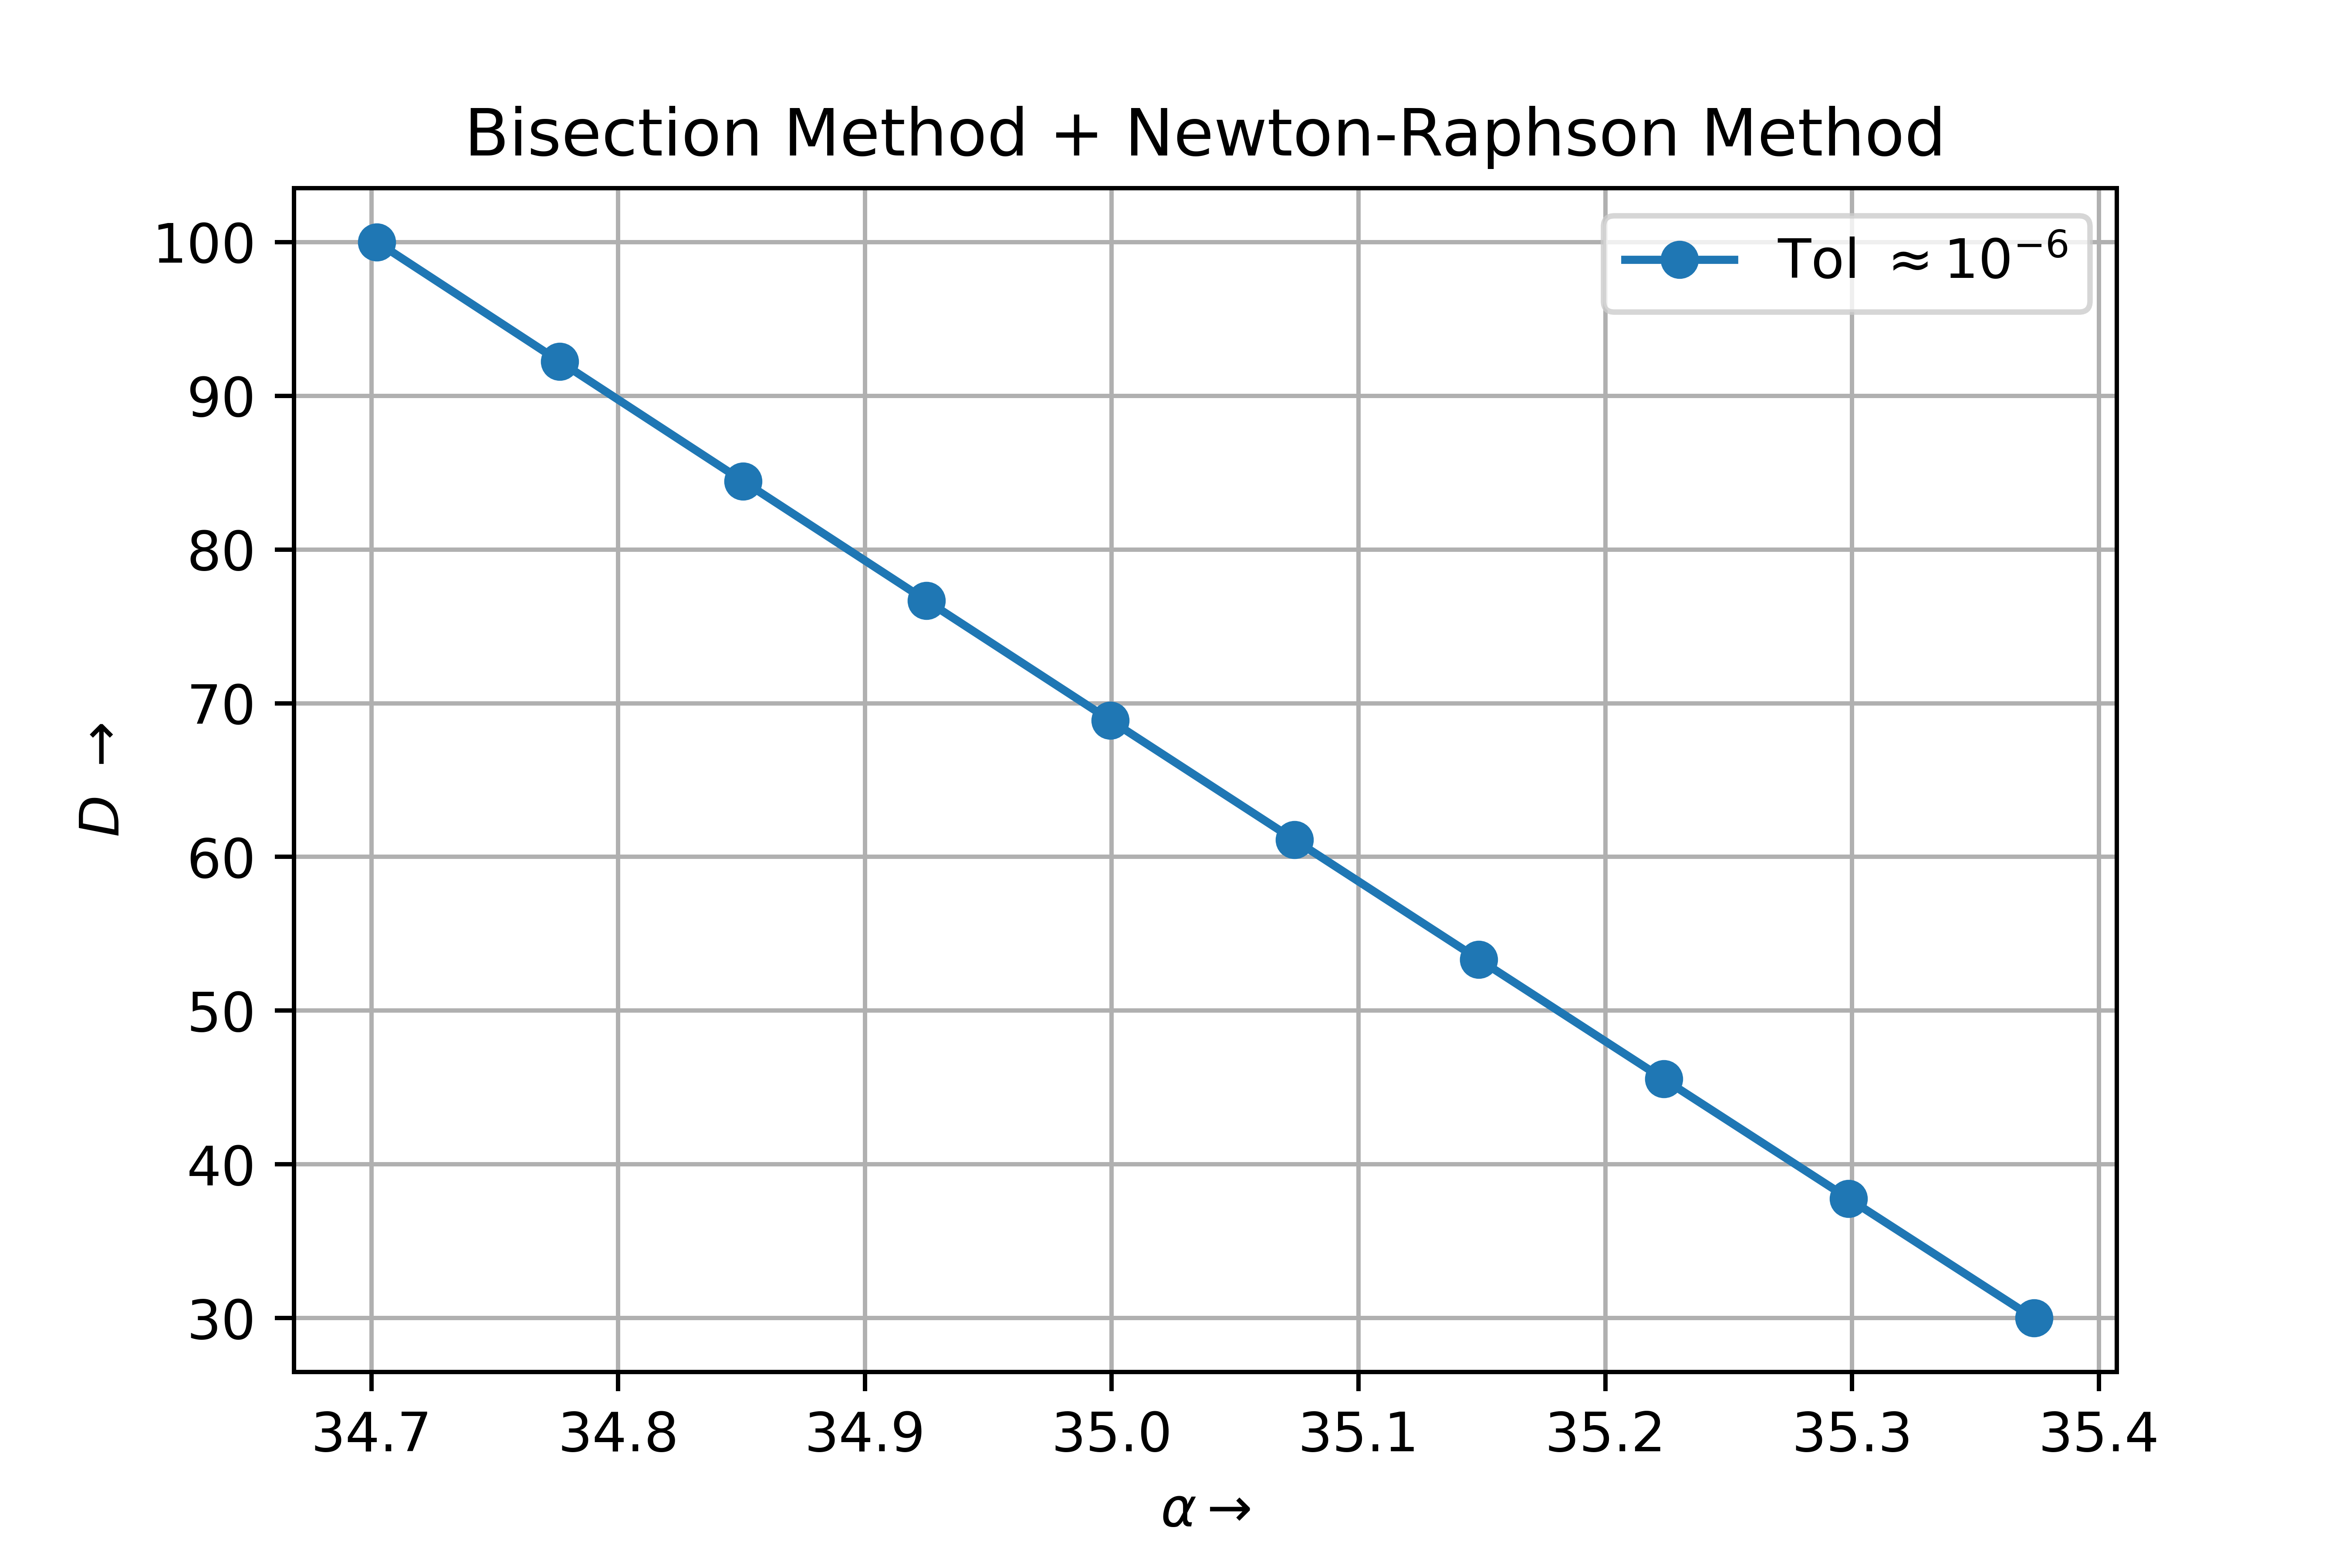 Bisection Method + Newton-Raphson Method
Tol ≈ 10⁻⁶
100
90
80
70
60
50
40
30
D →
34.7 34.8 34.9 35.0 35.1 35.2 35.3 35.4
α →